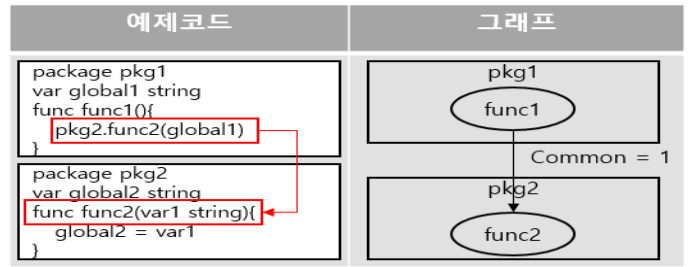 예제코드
그래프
package pkg1
var global1 string
func func1(){
pkg2.func2(global1)
}
package pkg2
var global2 string
func func2(var1 string){
global2 = var1
}
pkg1
func1
Common = 1
pkg2
func2